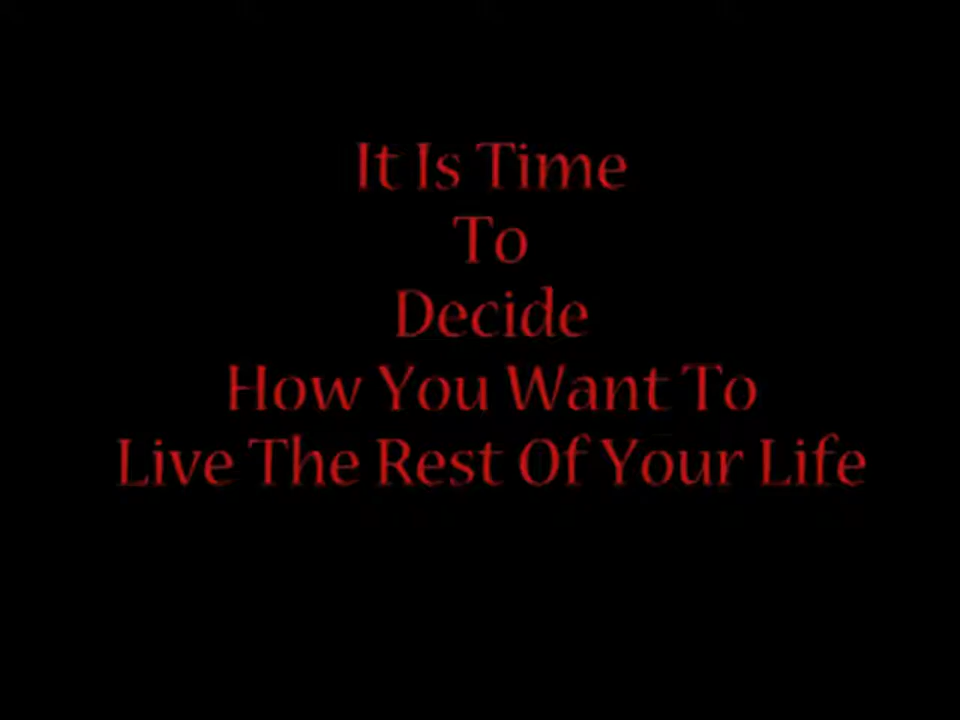 It Is Time
To
Decide
How You Want To
Live The Rest Of Your Life